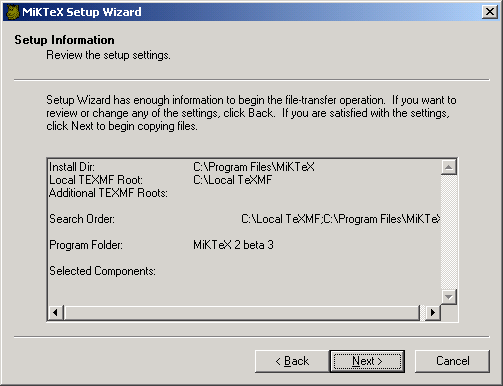 MiKTeX Setup Wizard
Setup Information
Review the setup settings.
Setup Wizard has enough information to begin the file-transfer operation. If you want to
review or change any of the settings, click Back. If you are satisfied with the settings,
click Next to begin copying files.
Install Dir: C:\Program Files\MiKTeX
Local TEXMF Root: C:\Local TeXMF
Additional TEXMF Roots:
Search Order: C:\Local TeXMF;C:\Program Files\MiKTeX
Program Folder: MiKTeX 2 beta 3
Selected Components:
< Back Next > Cancel